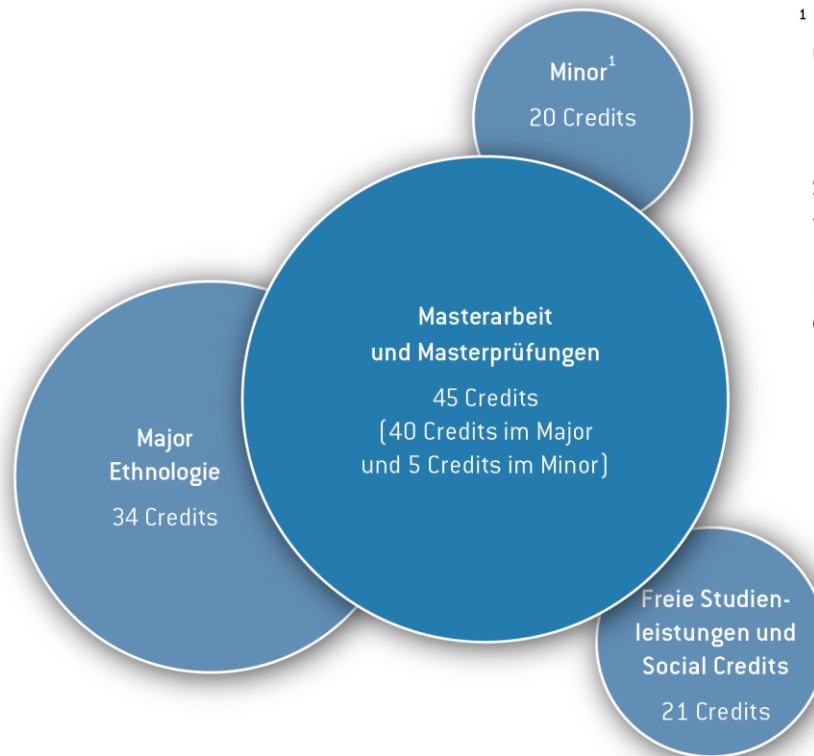 Minor¹
20 Credits
Masterarbeit
und Masterprüfungen
45 Credits
(40 Credits im Major
und 5 Credits im Minor)
Major
Ethnologie
34 Credits
Freie Studien-
leistungen und
Social Credits
21 Credits
1